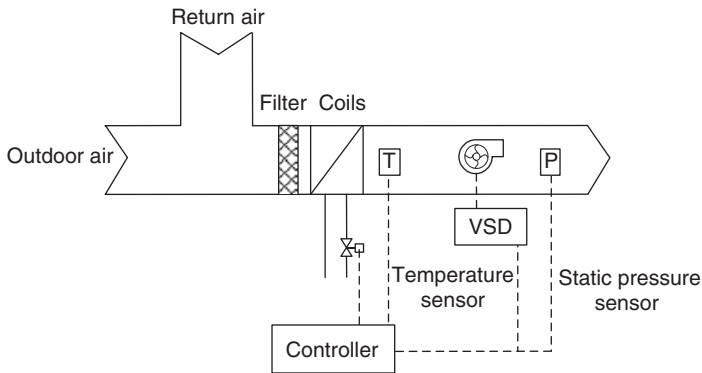 Return air
Filter Coils
Outdoor air
T
P
VSD
Temperature
sensor
Static pressure
sensor
Controller